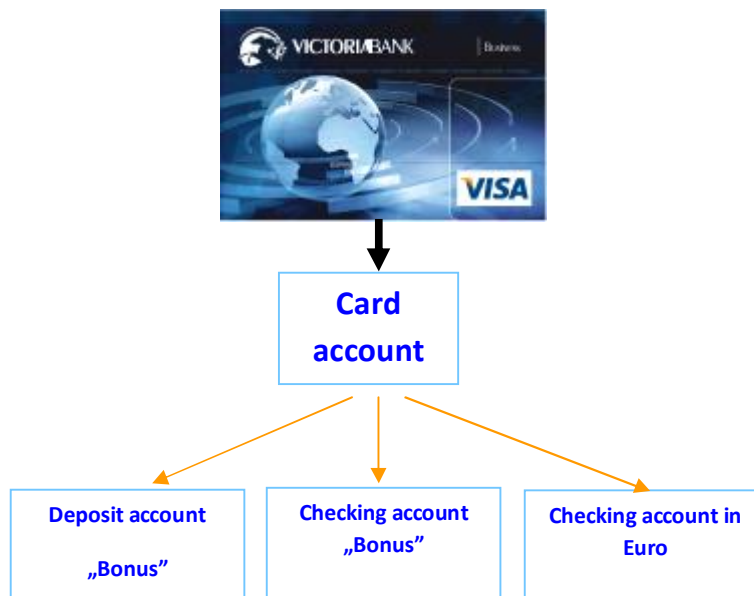 VICTORIABANK
Business
VISA
Card
account
Deposit account
„Bonus”
Checking account
„Bonus”
Checking account in
Euro